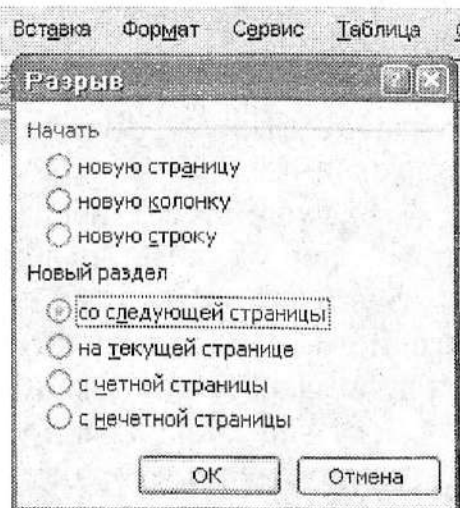 Вставка Формат Сервис Таблица
Разрыв
Начать
новую страницу
новую колонку
новую строку
Новый раздел
со следующей страницы
на текущей странице
с четной страницы
с нечетной страницы
ОК Отмена